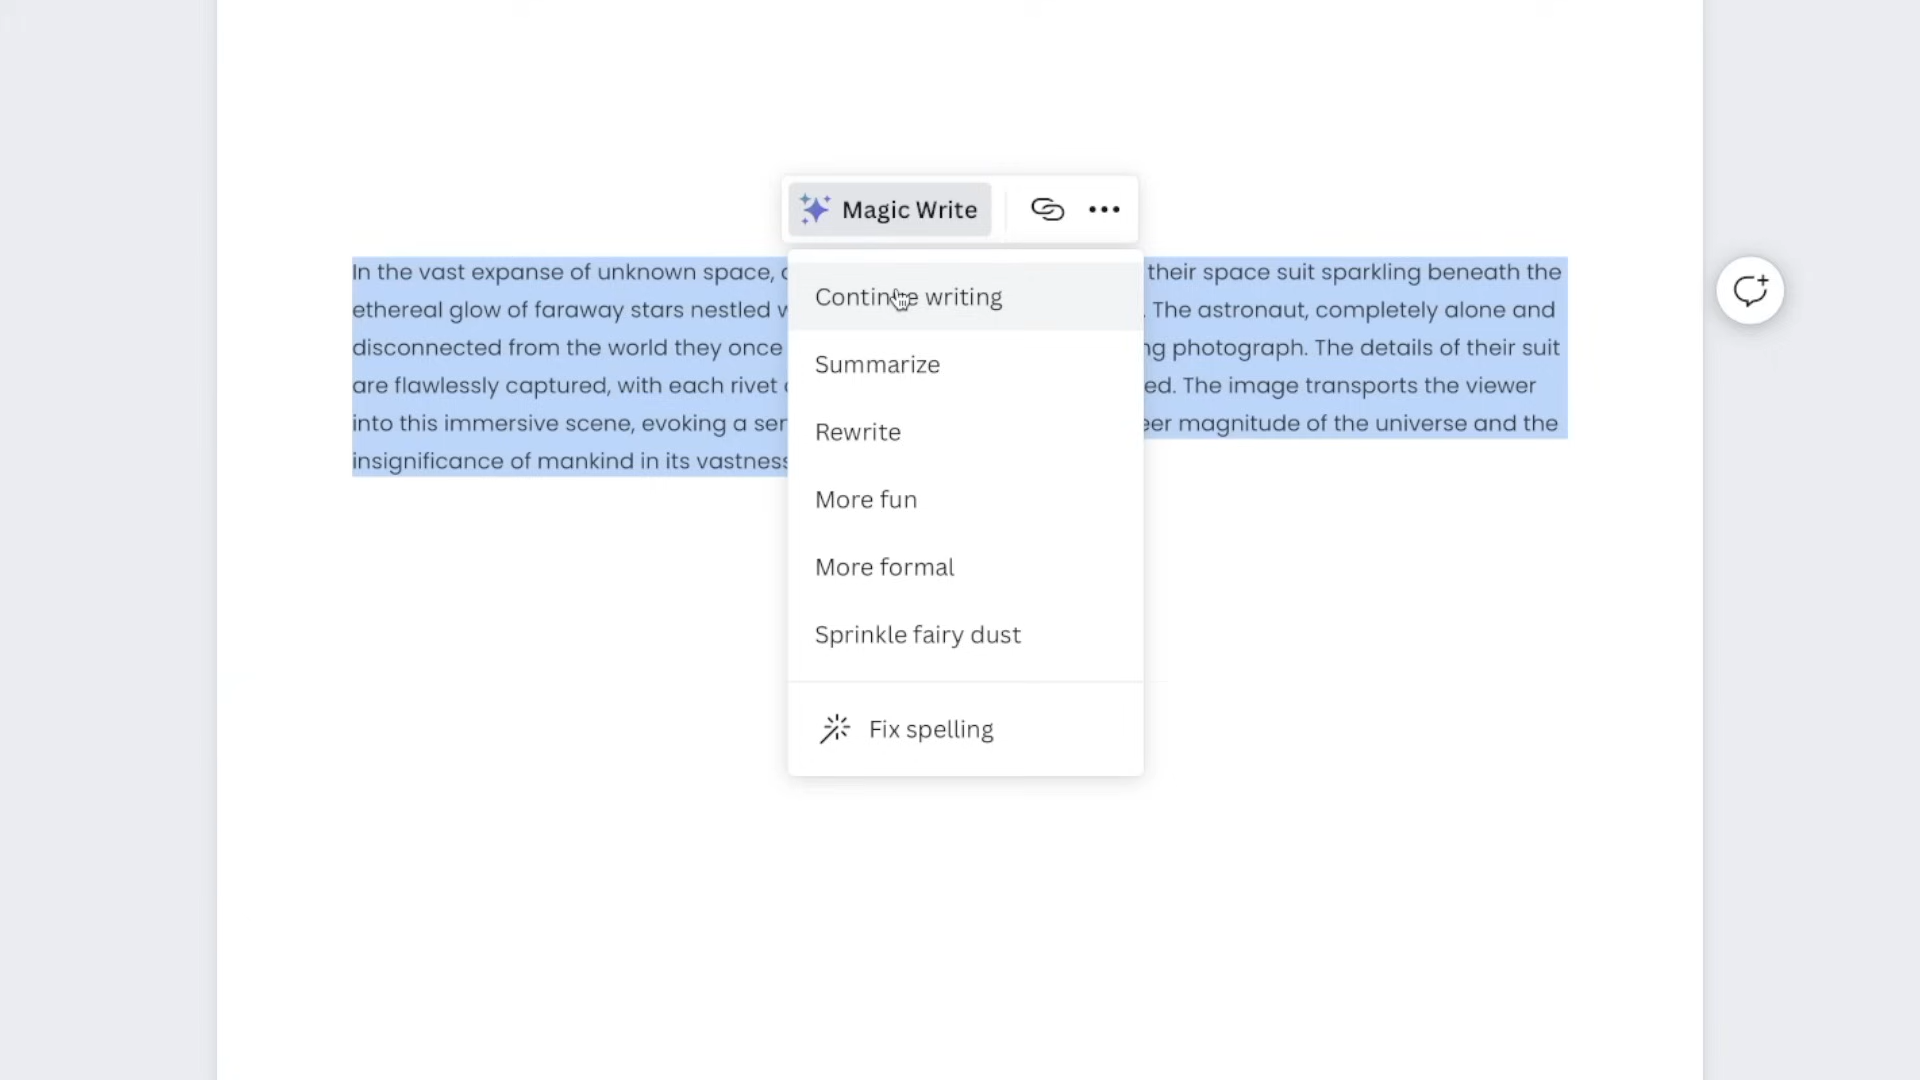 Magic Write
In the vast expanse of unknown space, their space suit sparkling beneath the
ethereal glow of faraway stars nestled . The astronaut, completely alone and
disconnected from the world they once photograph. The details of their suit
are flawlessly captured, with each rivet The image transports the viewer
into this immersive scene, evoking a magnitude of the universe and the
insignificance of mankind in its vastness
Continue writing
Summarize
Rewrite
More fun
More formal
Sprinkle fairy dust
Fix spelling